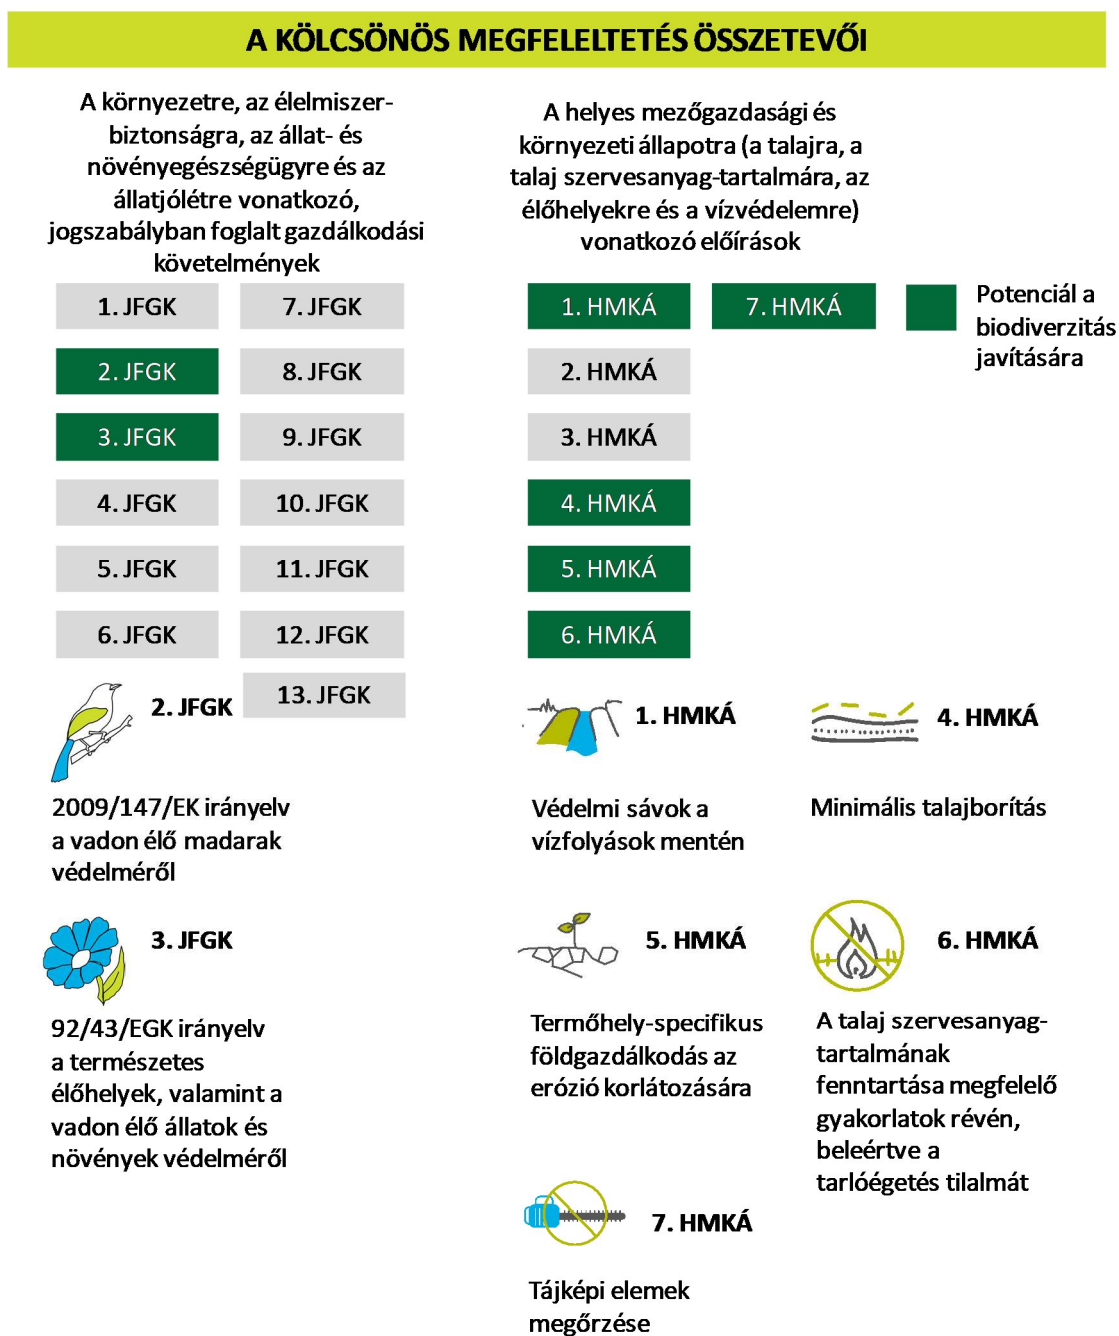 A KÖLCSÖNÖS MEGFELELTETÉS ÖSSZETEVŐI
A környezetre, az élelmiszer-
biztonságra, az állat- és
növényegészségügyre és az
állatjólétre vonatkozó,
jogszabályban foglalt gazdálkodási
követelmények
1. JFGK
2. JFGK
3. JFGK
4. JFGK
5. JFGK
6. JFGK
7. JFGK
8. JFGK
9. JFGK
10. JFGK
11. JFGK
12. JFGK
13. JFGK
A helyes mezőgazdasági és
környezeti állapotra (a talajra, a
talaj szervesanyag-tartalmára, az
élőhelyekre és a vízvédelemre)
vonatkozó előírások
1. HMKÁ
2. HMKÁ
3. HMKÁ
4. HMKÁ
5. HMKÁ
6. HMKÁ
7. HMKÁ
Potenciál a
biodiverzitás
javítására
2. JFGK
2009/147/EK irányelv
a vadon élő madarak
védelméről
3. JFGK
92/43/EGK irányelv
a természetes
élőhelyek, valamint a
vadon élő állatok és
növények védelméről
1. HMKÁ
Védelmi sávok a
vízfolyások mentén
4. HMKÁ
Minimális talajborítás
5. HMKÁ
Termőhely-specifikus
földgazdálkodás az
erózió korlátozására
6. HMKÁ
A talaj szervesanyag-
tartalmának
fenntartása megfelelő
gyakorlatok révén,
beleértve a
tarlóégetés tilalmát
7. HMKÁ
Tájképi elemek
megőrzése